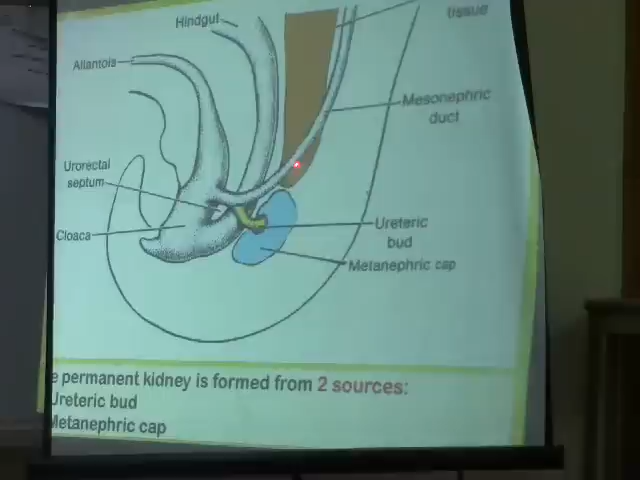 Hindgut
tissue
Allantois
Mesonephric
duct
Urorectal
septum
Cloaca
Ureteric
bud
Metanephric cap
e permanent kidney is formed from 2 sources:
Ureteric bud
Metanephric cap